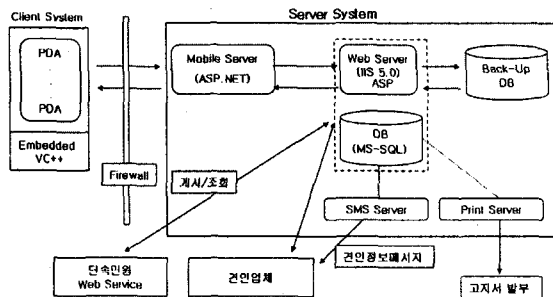 Client System
Server System
PDA
PDA
Embedded
VC++
Firewall
Mobile Server
(ASP.NET)
Web Server
(IIS 5.0)
ASP
Back-Up
DB
DB
(MS-SQL)
게시/조회
SMS Server
Print Server
단속민원
Web Service
견인업체
견인정보메시지
고지서 발부